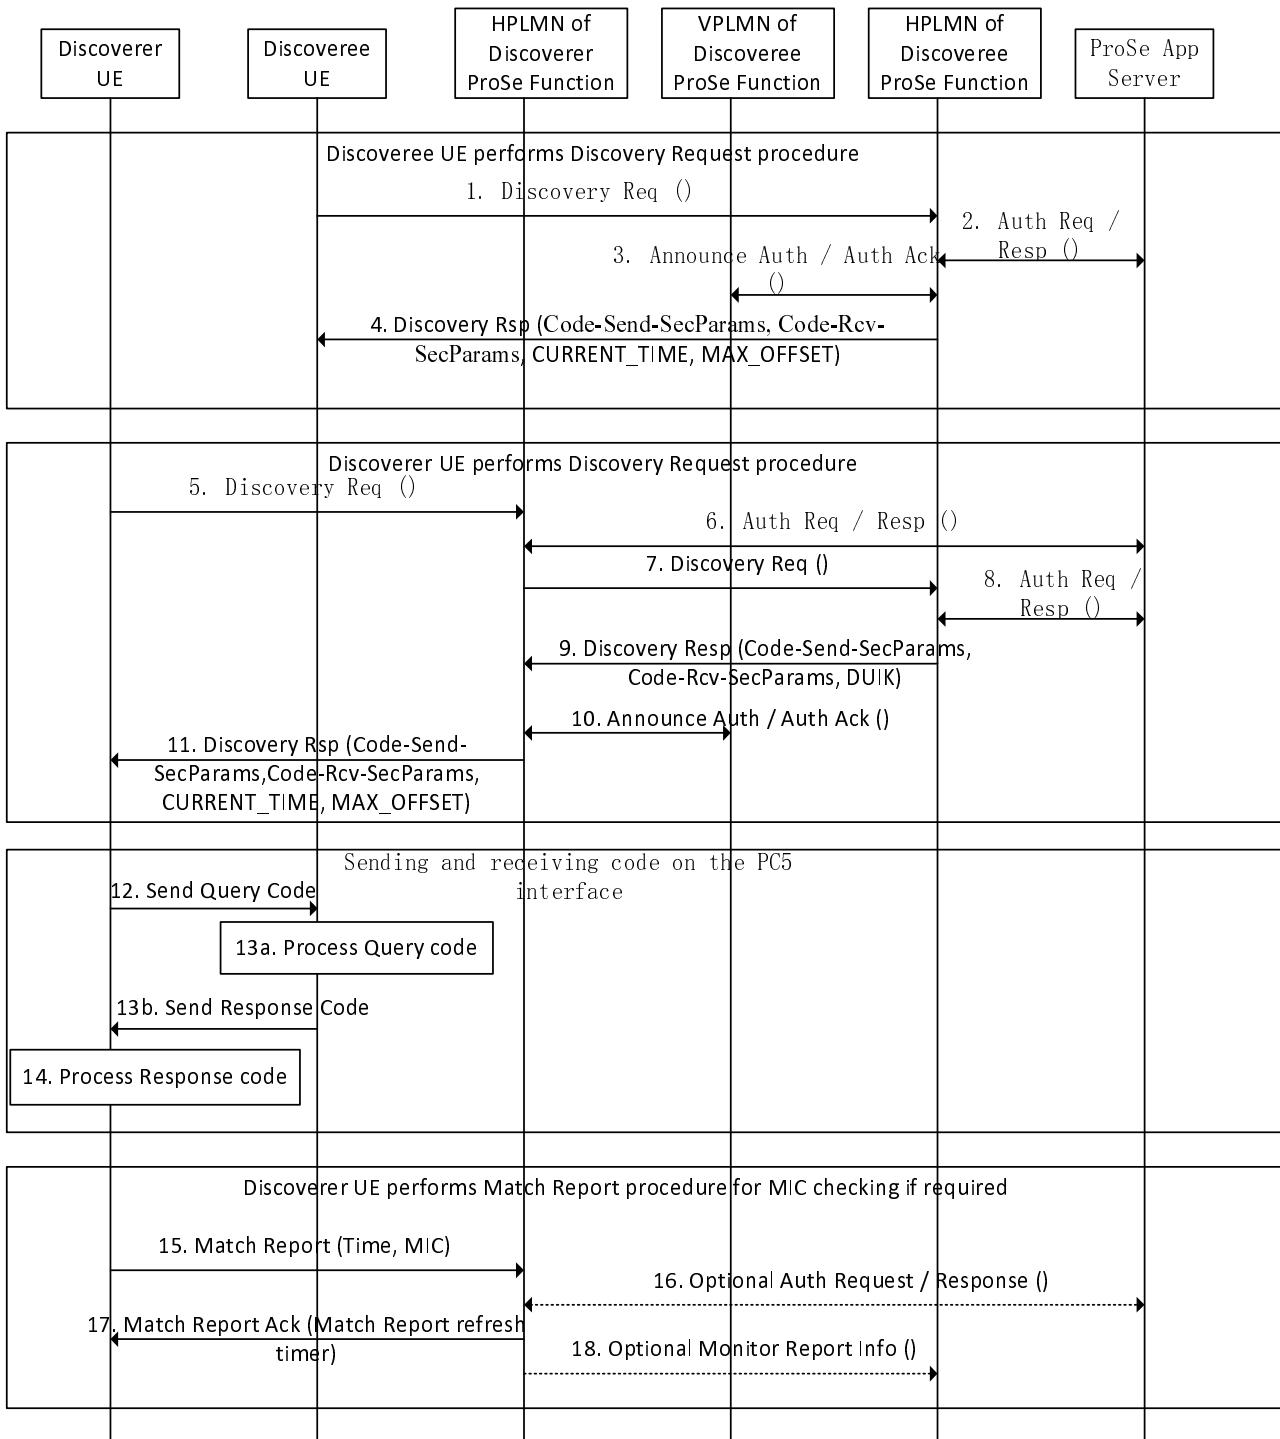 Discoverer
UE
Discoveree
UE
HPLMN of
Discoverer
ProSe Function
VPLMN of
Discoveree
ProSe Function
HPLMN of
Discoveree
ProSe Function
ProSe App
Server
Discoveree UE performs Discovery Request procedure
1. Discovery Req ()
2. Auth Req /
Resp ()
3. Announce Auth / Auth Ack
()
4. Discovery Rsp (Code-Send-SecParams, Code-Rcv-
SecParams, CURRENT_TIME, MAX_OFFSET)
Discoverer UE performs Discovery Request procedure
5. Discovery Req ()
6. Auth Req / Resp ()
7. Discovery Req ()
8. Auth Req /
Resp ()
9. Discovery Resp (Code-Send-SecParams,
Code-Rcv-SecParams, DUIK)
10. Announce Auth / Auth Ack ()
11. Discovery Rsp (Code-Send-
SecParams,Code-Rcv-SecParams,
CURRENT_TIME, MAX_OFFSET)
Sending and receiving code on the PC5
interface
12. Send Query Code
13a. Process Query code
13b. Send Response Code
14. Process Response code
Discoverer UE performs Match Report procedure for MIC checking if required
15. Match Report (Time, MIC)
16. Optional Auth Request / Response ()
17. Match Report Ack (Match Report refresh
timer)
18. Optional Monitor Report Info ()